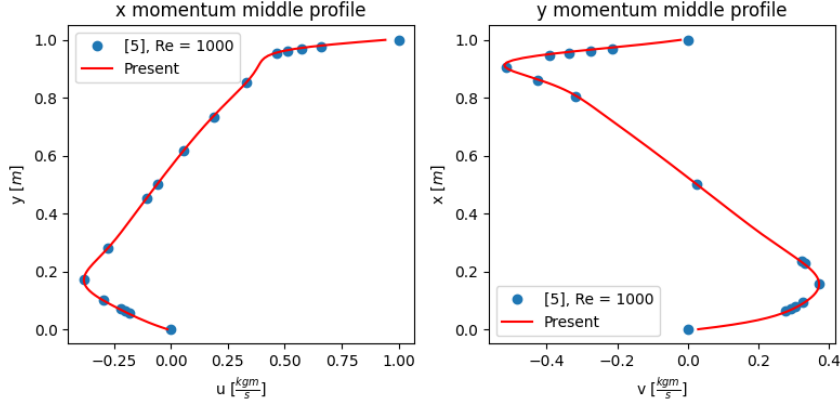 x momentum middle profile
[5], Re = 1000
Present
y [m]
1.0
0.8
0.6
0.4
0.2
0.0
−0.25
0.00
0.25
0.50
0.75
1.00
u [kgm/s]
y momentum middle profile
[5], Re = 1000
Present
x [m]
1.0
0.8
0.6
0.4
0.2
0.0
−0.4
−0.2
0.0
0.2
0.4
v [kgm/s]